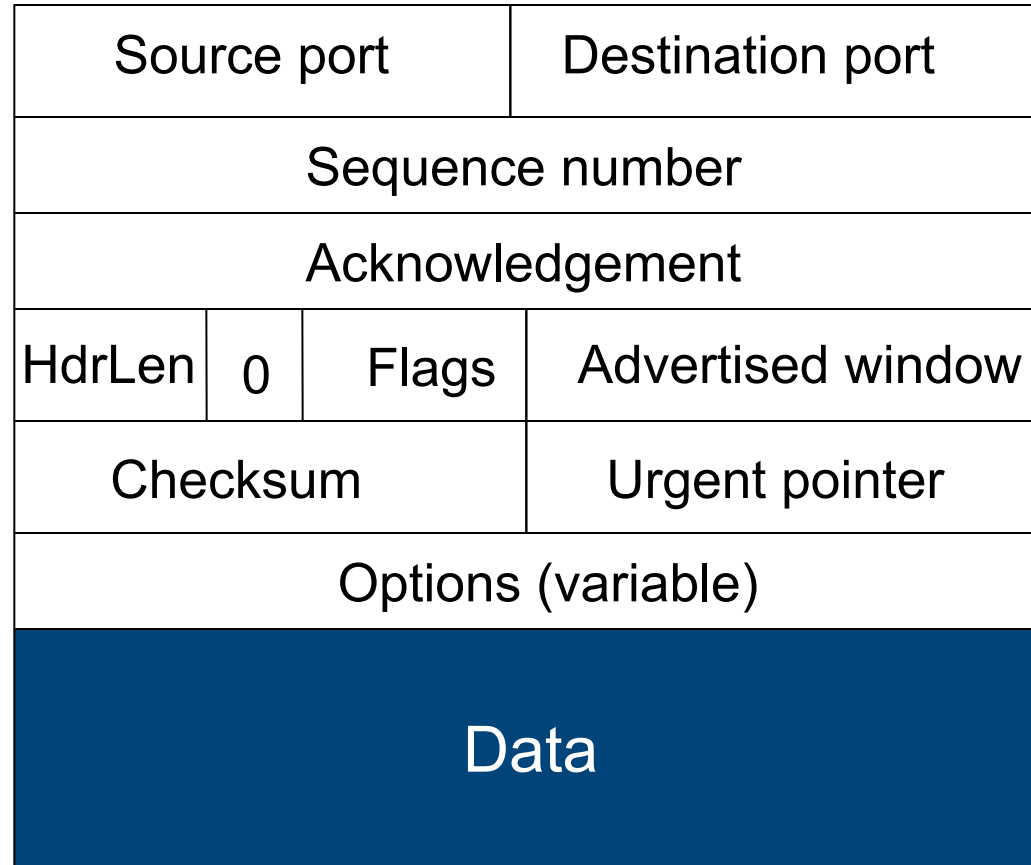 Source port Destination port
Sequence number
Acknowledgement
HdrLen 0 Flags Advertised window
Checksum Urgent pointer
Options (variable)
Data